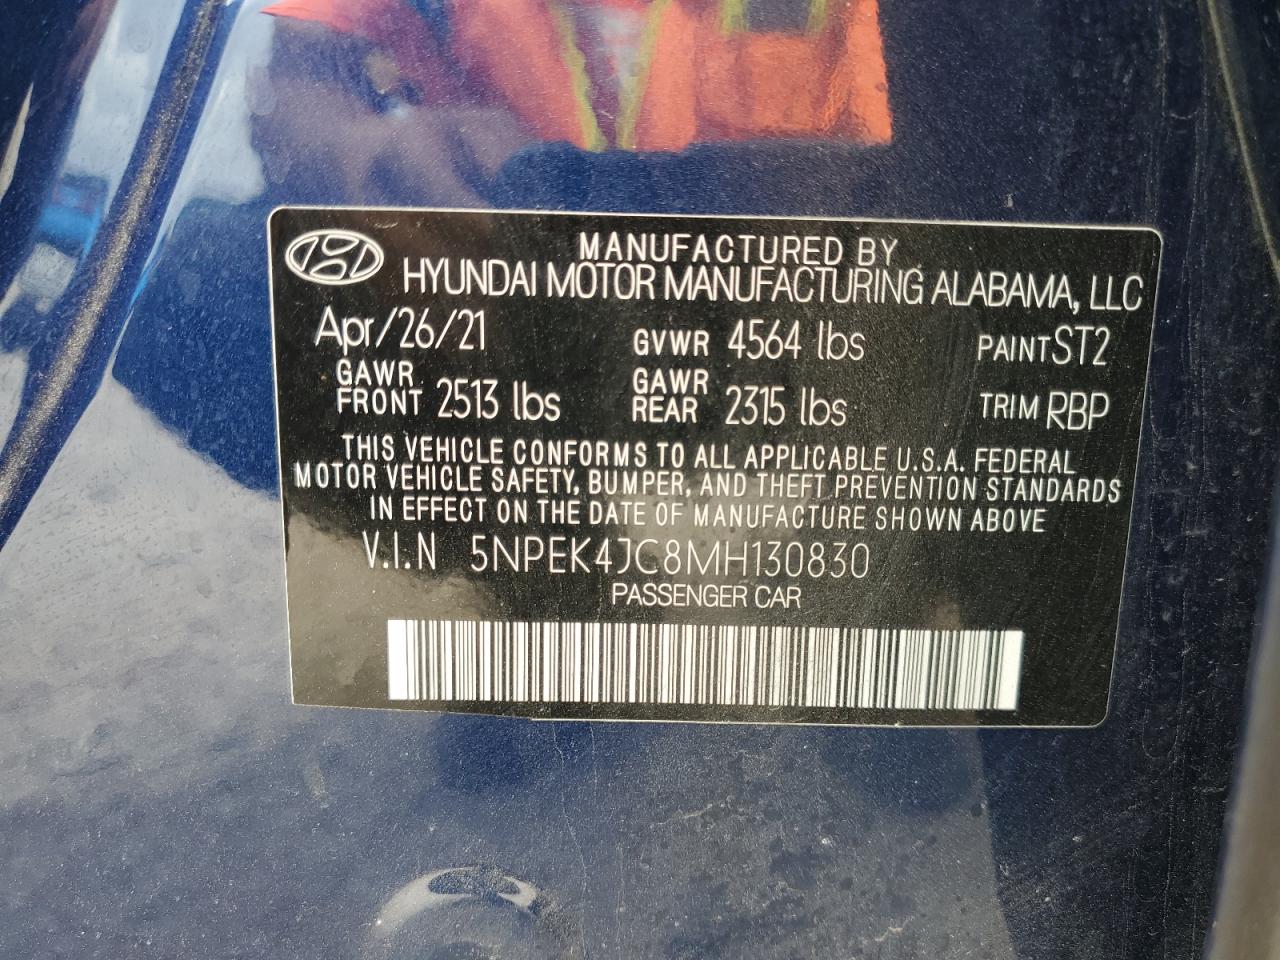 MANUFACTURED BY
HYUNDAI MOTOR MANUFACTURING ALABAMA, LLC
Apr/26/21 GVWR 4564 lbs PAINT ST2
GAWR FRONT 2513 lbs GAWR REAR 2315 lbs TRIM RBP
THIS VEHICLE CONFORMS TO ALL APPLICABLE U.S.A. FEDERAL
MOTOR VEHICLE SAFETY, BUMPER, AND THEFT PREVENTION STANDARDS
IN EFFECT ON THE DATE OF MANUFACTURE SHOWN ABOVE
V.I.N 5NPEK4JC8MH130830
PASSENGER CAR